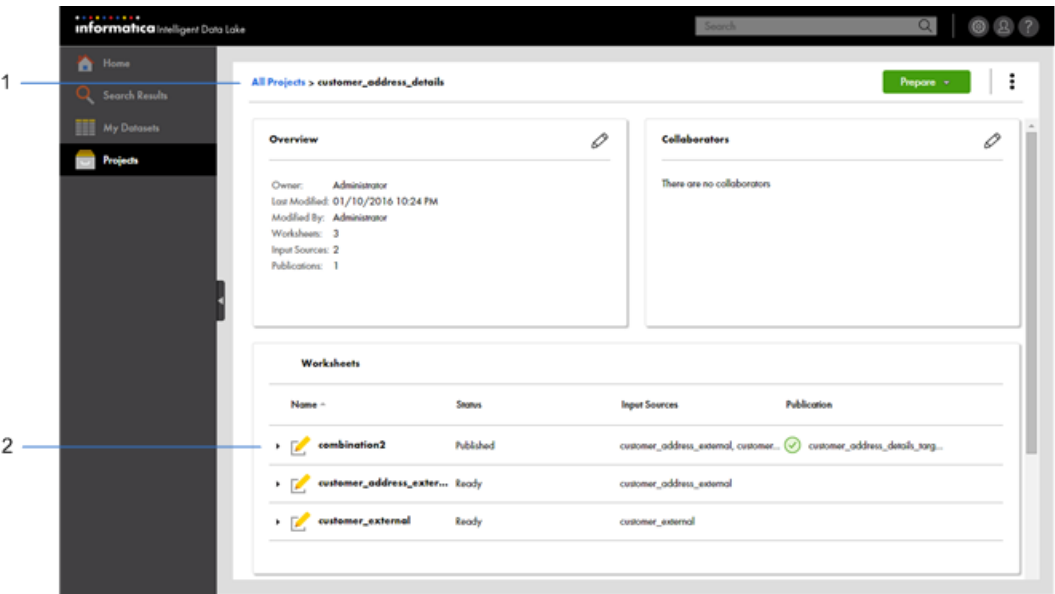 informatica Intelligent Data Lake
Search
Home
1
All Projects > customer_address_details
Prepare
Search Results
My Datasets
Projects
Overview
Collaborators
Owner: Administrator
There are no collaborators
Last Modified: 01/10/2016 10:24 PM
Modified By: Administrator
Worksheets: 3
Input Sources: 2
Publications: 1
Worksheets
Name Status Input Sources Publication
2
combination2 Published customer_address_external, customer... customer_address_details_targ...
customer_address_exter... Ready customer_address_external
customer_external Ready customer_external